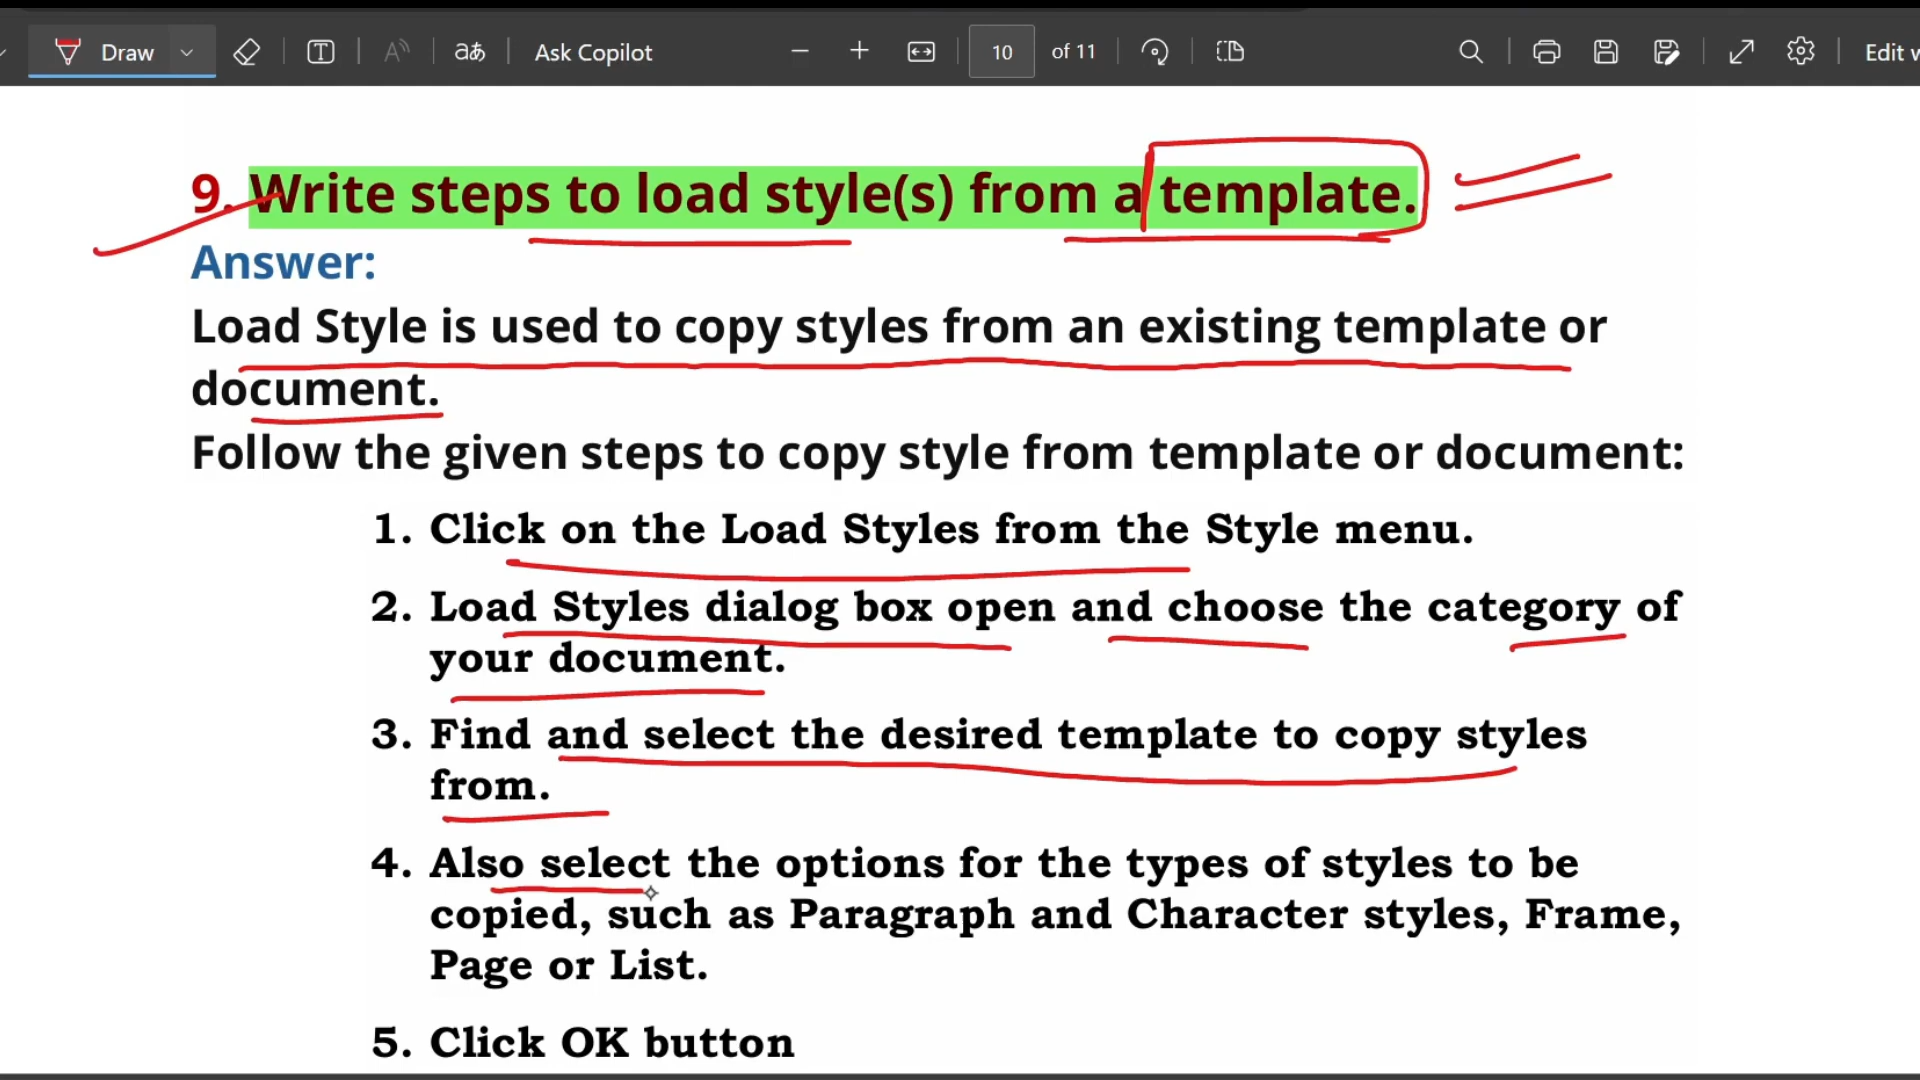 Draw
aあ
Ask Copilot
10
of 11
Edit w
9. Write steps to load style(s) from a template.
Answer:
Load Style is used to copy styles from an existing template or
document.
Follow the given steps to copy style from template or document:
1. Click on the Load Styles from the Style menu.
2. Load Styles dialog box open and choose the category of
your document.
3. Find and select the desired template to copy styles
from.
4. Also select the options for the types of styles to be
copied, such as Paragraph and Character styles, Frame,
Page or List.
5. Click OK button